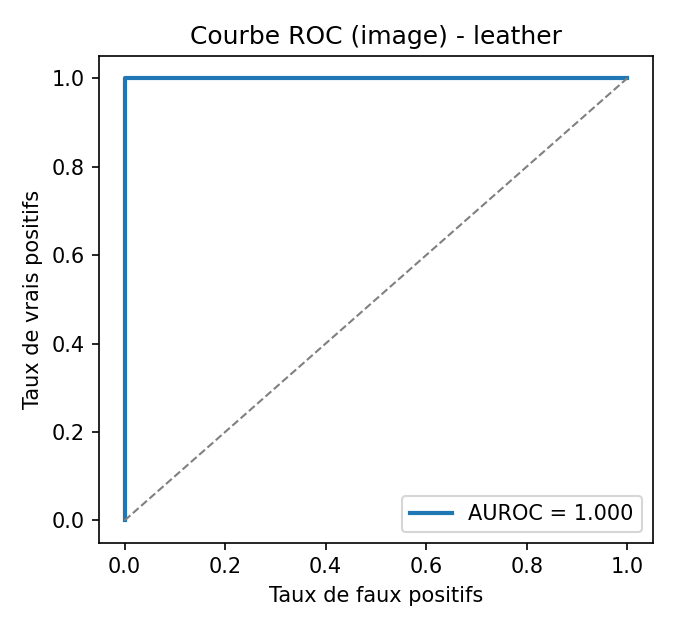 Courbe ROC (image) - leather
Taux de vrais positifs
1.0
0.8
0.6
0.4
0.2
0.0
AUROC = 1.000
0.0 0.2 0.4 0.6 0.8 1.0
Taux de faux positifs